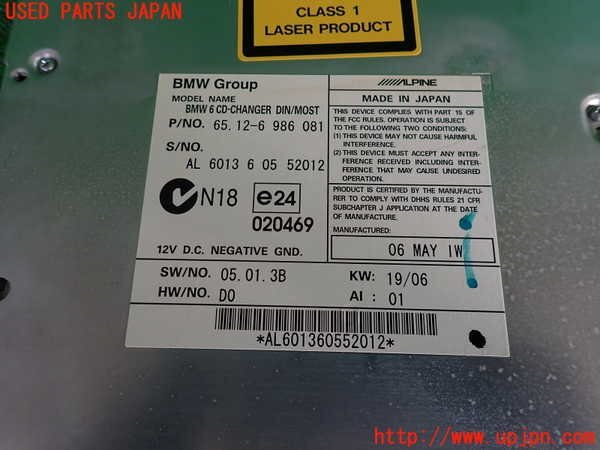 USED PARTS JAPAN
CLASS 1
LASER PRODUCT
BMW Group
MODEL NAME
BMW 6 CD-CHANGER DIN/MOST
P/NO. 65.12-6 986 081
S/NO.
AL 6013 6 05 52012
N18
e24
020469
12V D.C. NEGATIVE GND.
ALPINE
MADE IN JAPAN
THIS DEVICE COMPLIES WITH PART 15 OF
THE FCC RULES. OPERATION IS SUBJECT
TO THE FOLLOWING TWO CONDITIONS:
(1) THIS DEVICE MAY NOT CAUSE HARMFUL
INTERFERENCE.
(2) THIS DEVICE MUST ACCEPT ANY INTER-
FERENCE RECEIVED INCLUDING INTER-
FERENCE THAT MAY CAUSE UNDESIRED
OPERATION.
PRODUCT IS CERTIFIED BY THE MANUFACTU-
RER TO COMPLY WITH DHHS RULES 21 CFR
SUBCHAPTER J APPLICATION AT THE DATE
OF MANUFACTURE.
06 MAY IW
SW/NO. 05.01.3B
KW: 19/06
HW/NO. D0
AI : 01
*AL601360552012*
http://www.upjpn.com/